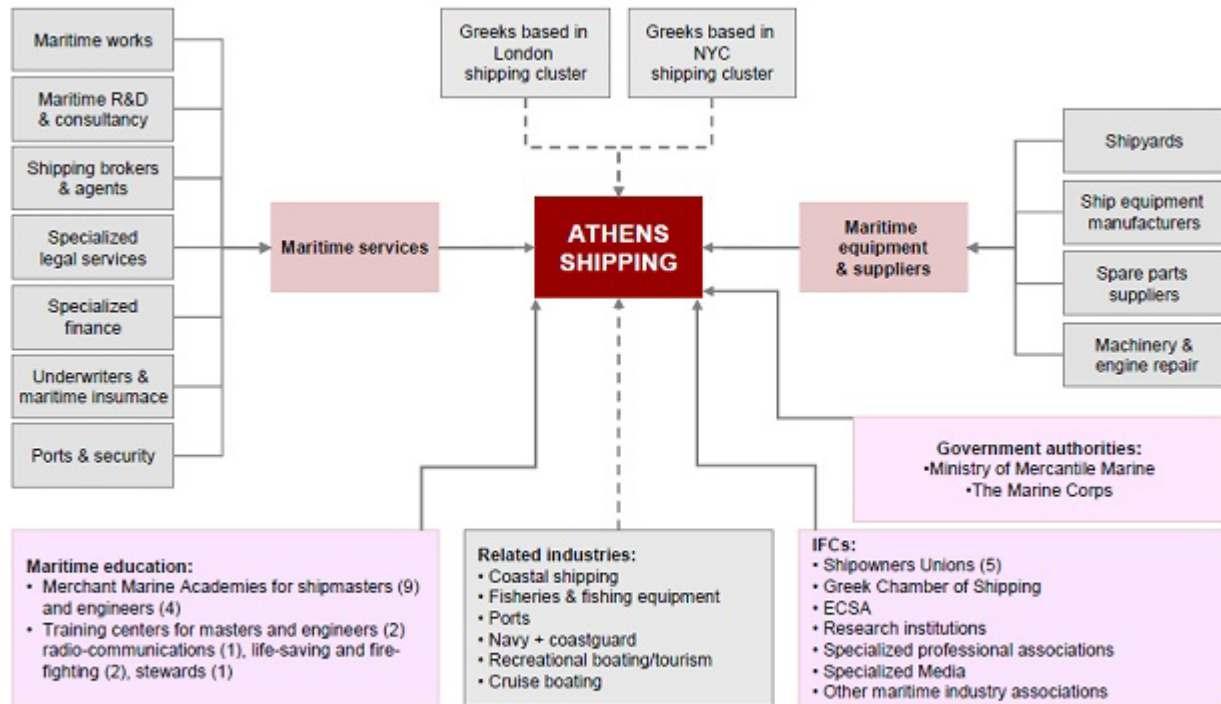 Maritime works
Maritime R&D
& consultancy
Shipping brokers
& agents
Specialized
legal services
Specialized
finance
Underwriters &
maritime insumace
Ports & security
Maritime services
Greeks based in
London
shipping cluster
Greeks based in
NYC
shipping cluster
ATHENS
SHIPPING
Maritime
equipment
& suppliers
Shipyards
Ship equipment
manufacturers
Spare parts
suppliers
Machinery &
engine repair
Government authorities:
•Ministry of Mercantile Marine
•The Marine Corps
Maritime education:
• Merchant Marine Academies for shipmasters (9)
and engineers (4)
• Training centers for masters and engineers (2)
radio-communications (1), life-saving and fire-
fighting (2), stewards (1)
Related industries:
• Coastal shipping
• Fisheries & fishing equipment
• Ports
• Navy + coastguard
• Recreational boating/tourism
• Cruise boating
IFCs:
• Shipowners Unions (5)
• Greek Chamber of Shipping
• ECSA
• Research institutions
• Specialized professional associations
• Specialized Media
• Other maritime industry associations